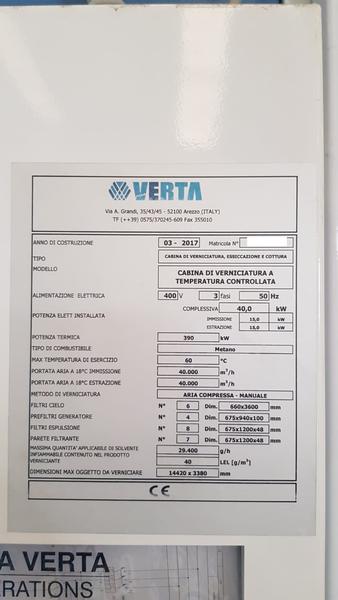 VERTA
Via A. Grandi, 35/43/45 - 52100 Arezzo (ITALY)
TF (++39) 0575/370245-609 Fax 355010
ANNO DI COSTRUZIONE 03 - 2017 Matricola N°
TIPO CABINA DI VERNICIATURA, ESSICCAZIONE E COTTURA
MODELLO CABINA DI VERNICIATURA A
TEMPERATURA CONTROLLATA
ALIMENTAZIONE ELETTRICA 400 V 3 fasi 50 Hz
POTENZA ELETT INSTALLATA COMPLESSIVA 40,0 kW
IMMISSIONE 15,0 kW
ESTRAZIONE 15,0 kW
POTENZA TERMICA 390 kW
TIPO DI COMBUSTIBILE Metano
MAX TEMPERATURA DI ESERCIZIO 60 °C
PORTATA ARIA A 18°C IMMISSIONE 40.000 m³/h
PORTATA ARIA A 18°C ESTRAZIONE 40.000 m³/h
METODO DI VERNICIATURA ARIA COMPRESSA - MANUALE
FILTRI CIELO N° 6 Dim. 660x3600 mm
PREFILTRI GENERATORE N° 4 Dim. 675x940x100 mm
FILTRI ESPULSIONE N° 8 Dim. 675x1200x48 mm
PARETE FILTRANTE N° 7 Dim. 675x1200x48 mm
MASSIMA QUANTITA' APPLICABILE DI SOLVENTE
INFIAMMABILE CONTENUTO NEL PRODOTTO
VERNICIANTE
29.400 g/h
40 LEL [g/m³]
DIMENSIONI MAX OGGETTO DA VERNICIARE 14420 x 3380 mm
CE
A VERTA
ERATIONS